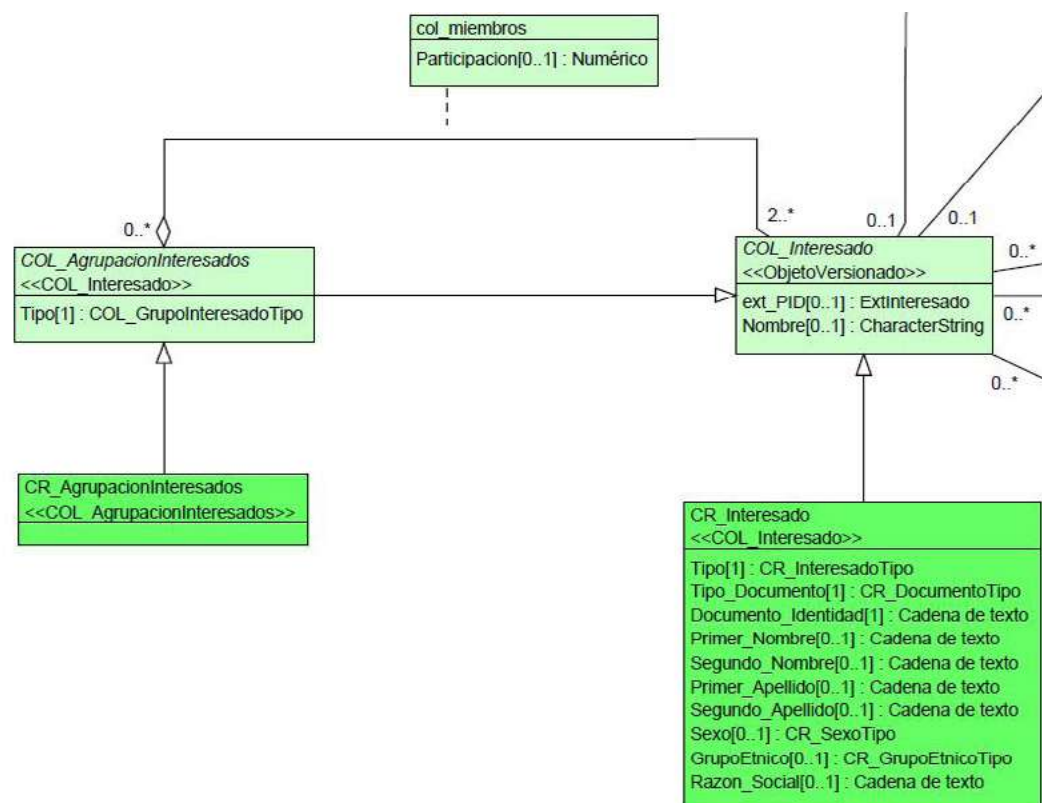 col_miembros
Participacion[0..1] : Numérico
0..*
2..*
0..1
0..1
COL_AgrupacionInteresados
<<COL_Interesado>>
Tipo[1] : COL_GrupoInteresadoTipo
COL_Interesado
<<ObjetoVersionado>>
ext_PID[0..1] : ExtInteresado
Nombre[0..1] : CharacterString
0..*
0..*
0..*
CR_AgrupacionInteresados
<<COL_AgrupacionInteresados>>
CR_Interesado
<<COL_Interesado>>
Tipo[1] : CR_InteresadoTipo
Tipo_Documento[1] : CR_DocumentoTipo
Documento_Identidad[1] : Cadena de texto
Primer_Nombre[0..1] : Cadena de texto
Segundo_Nombre[0..1] : Cadena de texto
Primer_Apellido[0..1] : Cadena de texto
Segundo_Apellido[0..1] : Cadena de texto
Sexo[0..1] : CR_SexoTipo
GrupoEtnico[0..1] : CR_GrupoEtnicoTipo
Razon_Social[0..1] : Cadena de texto